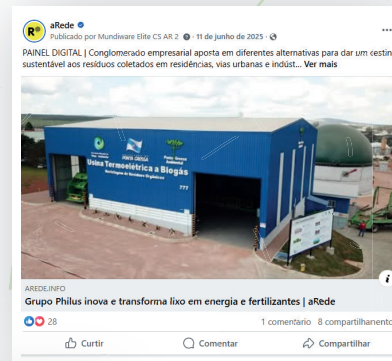 R•
aRede
Publicado por Mundiware Elite CS AR 2 · 11 de junho de 2025 ·
PAINEL DIGITAL | Conglomerado empresarial aposta em diferentes alternativas para dar um destin
sustentável aos resíduos coletados em residências, vias urbanas e indúst... Ver mais
PONTA GROSSA
Ponta Grossa
Ambiental
Usina Termoelétrica a Biogás
777
AREDE.INFO
Grupo Philus inova e transforma lixo em energia e fertilizantes | aRede
28
1 comentário 8 compartilhamento
Curtir
Comentar
Compartilhar